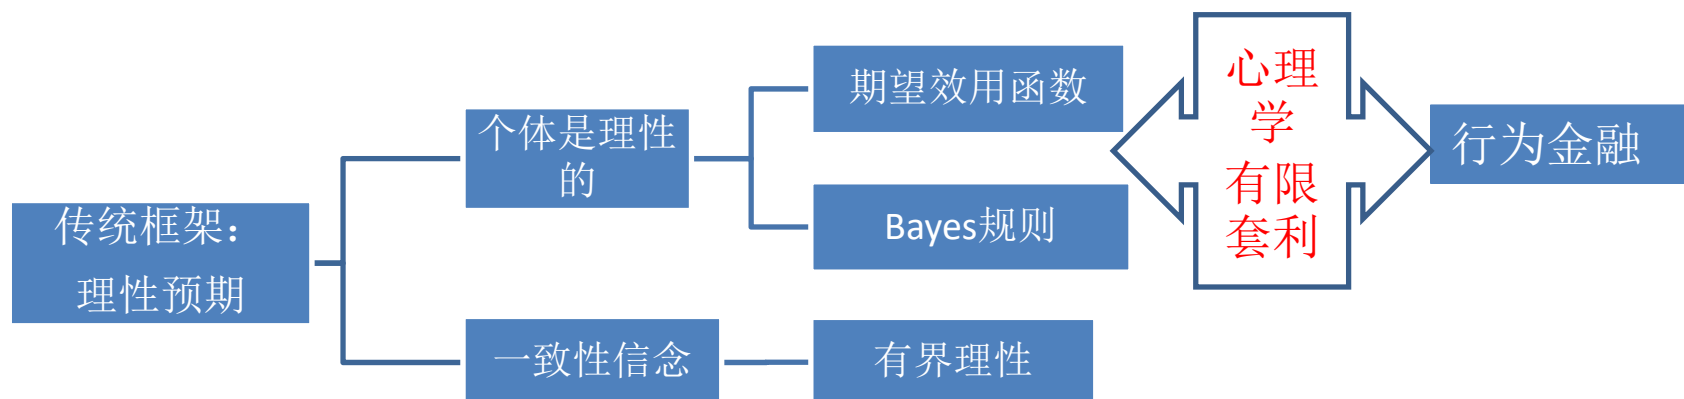 传统框架：
理性预期
个体是理性
的
一致性信念
期望效用函数
Bayes规则
有界理性
心理
学
有限
套利
行为金融